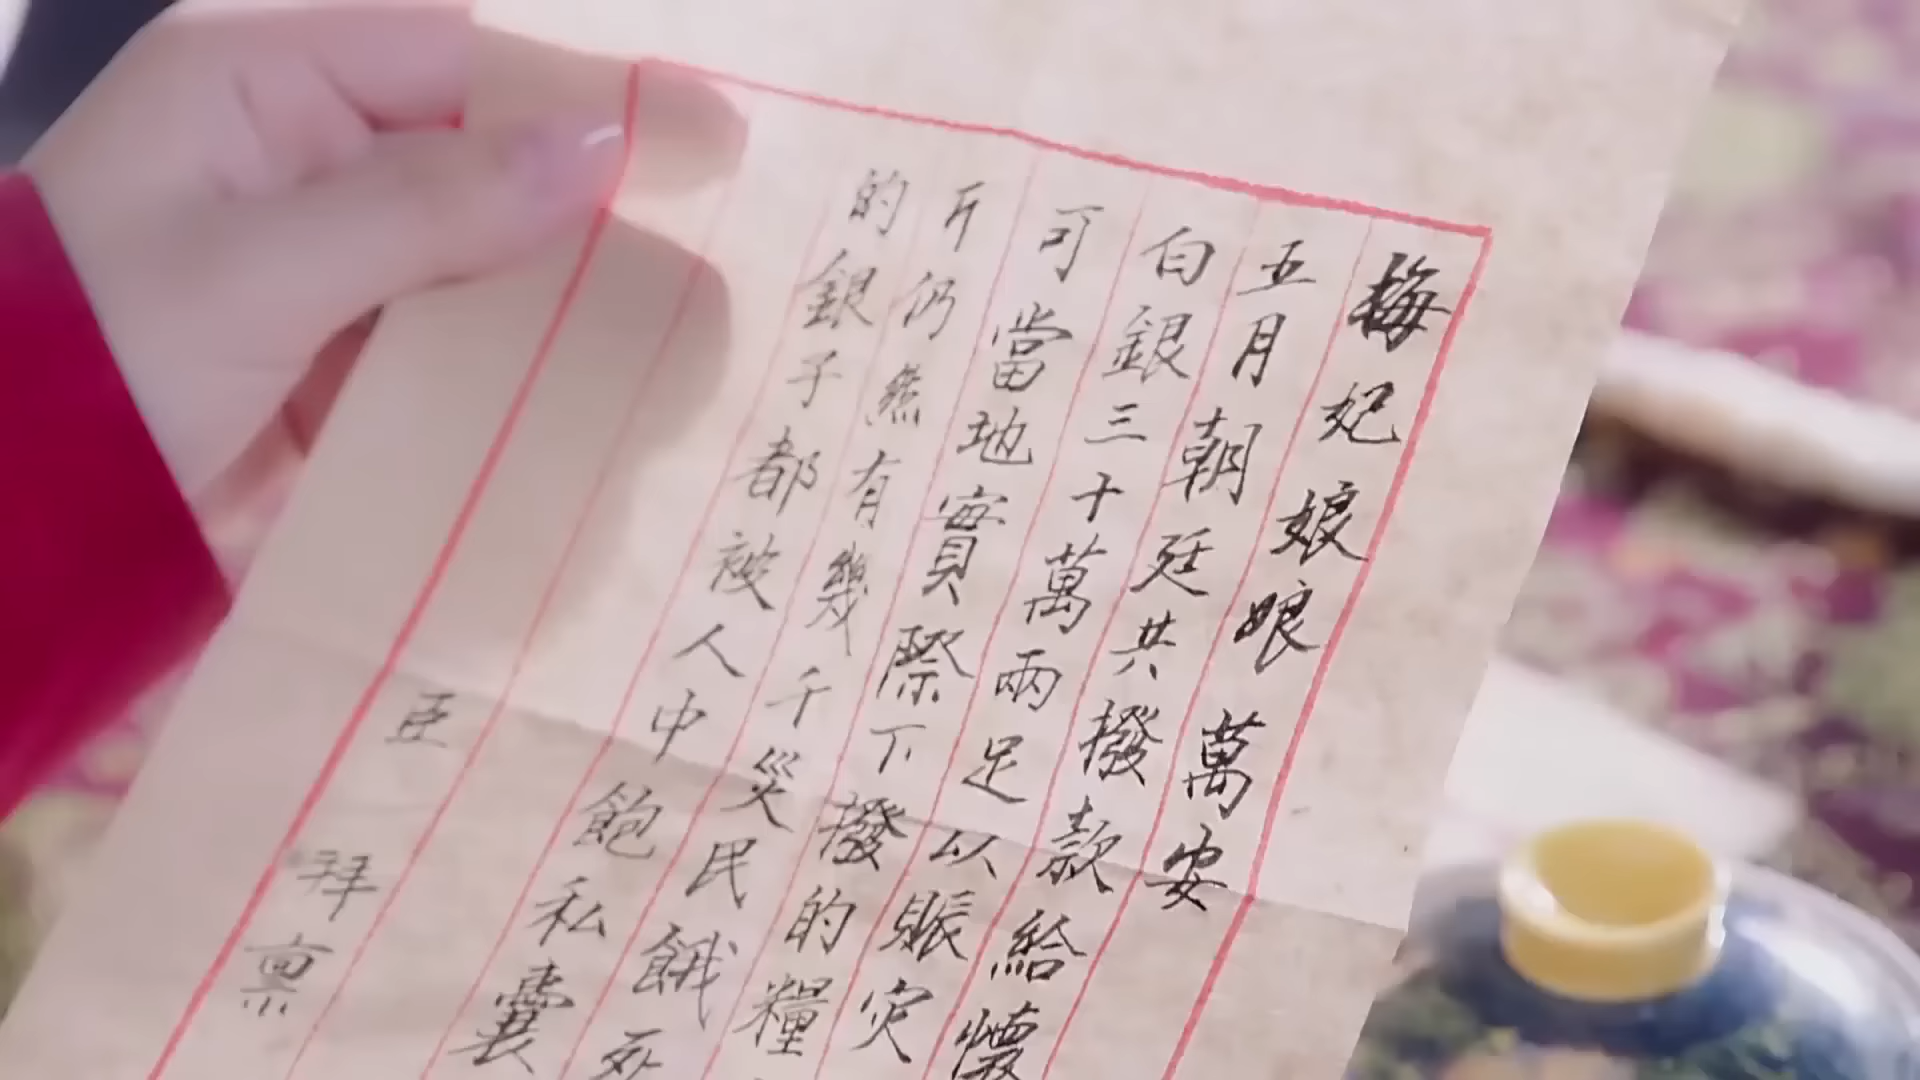 梅妃娘娘萬安
五月朝廷共撥款給懷
白銀三十萬兩足以賑災
可當地實際下撥的糧
斤仍然有幾千災民餓死
的銀子都被人中飽私囊
臣 拜稟